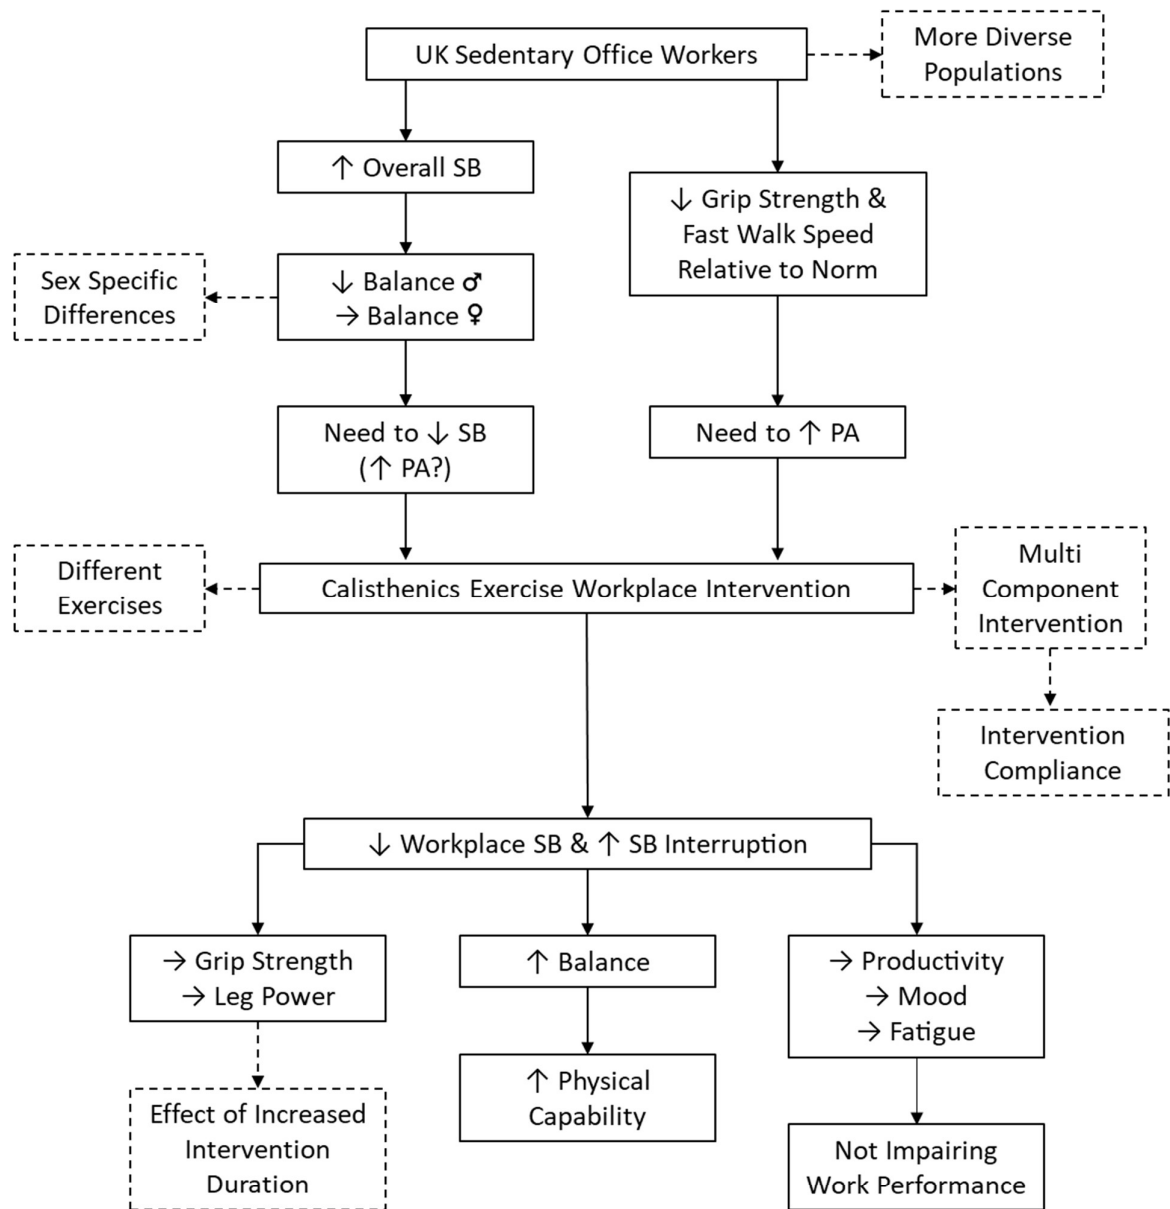 UK Sedentary Office Workers
More Diverse
Populations
↑ Overall SB
↓ Grip Strength &
Fast Walk Speed
Relative to Norm
Sex Specific
Differences
↓ Balance ♂
→ Balance ♀
Need to ↓ SB
(↑ PA?)
Need to ↑ PA
Different
Exercises
Calisthenics Exercise Workplace Intervention
Multi
Component
Intervention
Intervention
Compliance
↓ Workplace SB & ↑ SB Interruption
→ Grip Strength
→ Leg Power
↑ Balance
→ Productivity
→ Mood
→ Fatigue
Effect of Increased
Intervention
Duration
↑ Physical
Capability
Not Impairing
Work Performance